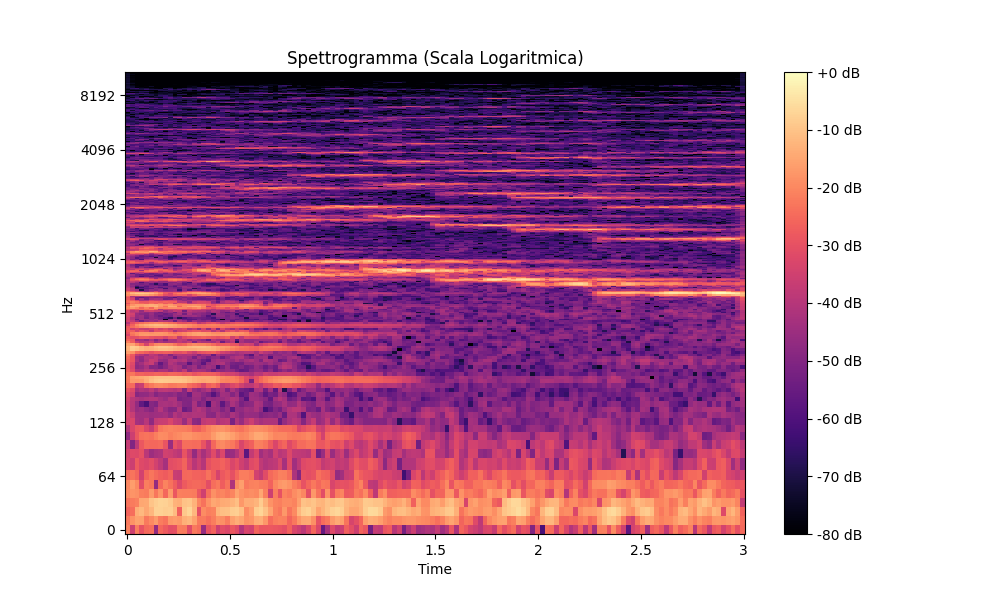 Spettrogramma (Scala Logaritmica)
8192
4096
2048
1024
512
256
128
64
0
Hz
0
0.5
1
1.5
2
2.5
3
Time
+0 dB
-10 dB
-20 dB
-30 dB
-40 dB
-50 dB
-60 dB
-70 dB
-80 dB